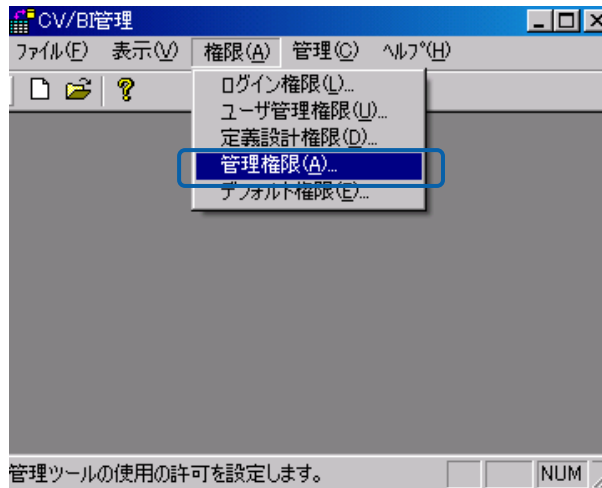 CV/BI管理
ファイル(F) 表示(V) 権限(A) 管理(C) ヘルプ(H)
ログイン権限(L)...
ユーザ管理権限(U)...
定義設計権限(D)...
管理権限(A)...
デフォルト権限(E)...
管理ツールの使用の許可を設定します。 NUM